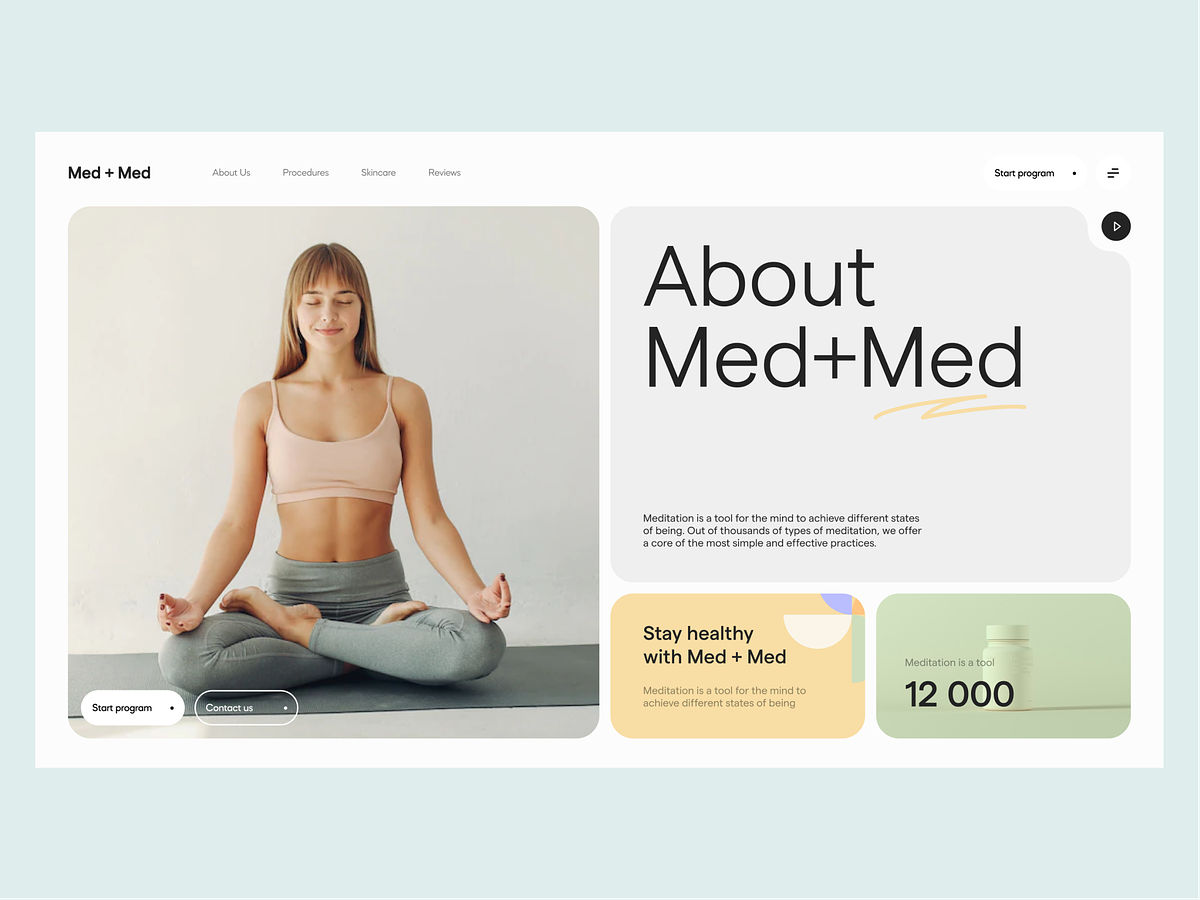 Med + Med
About Us
Procedures
Skincare
Reviews
Start program
About
Med+Med
Meditation is a tool for the mind to achieve different states
of being. Out of thousands of types of meditation, we offer
a core of the most simple and effective practices.
Start program
Contact us
Stay healthy
with Med + Med
Meditation is a tool for the mind to
achieve different states of being
Meditation is a tool
12 000